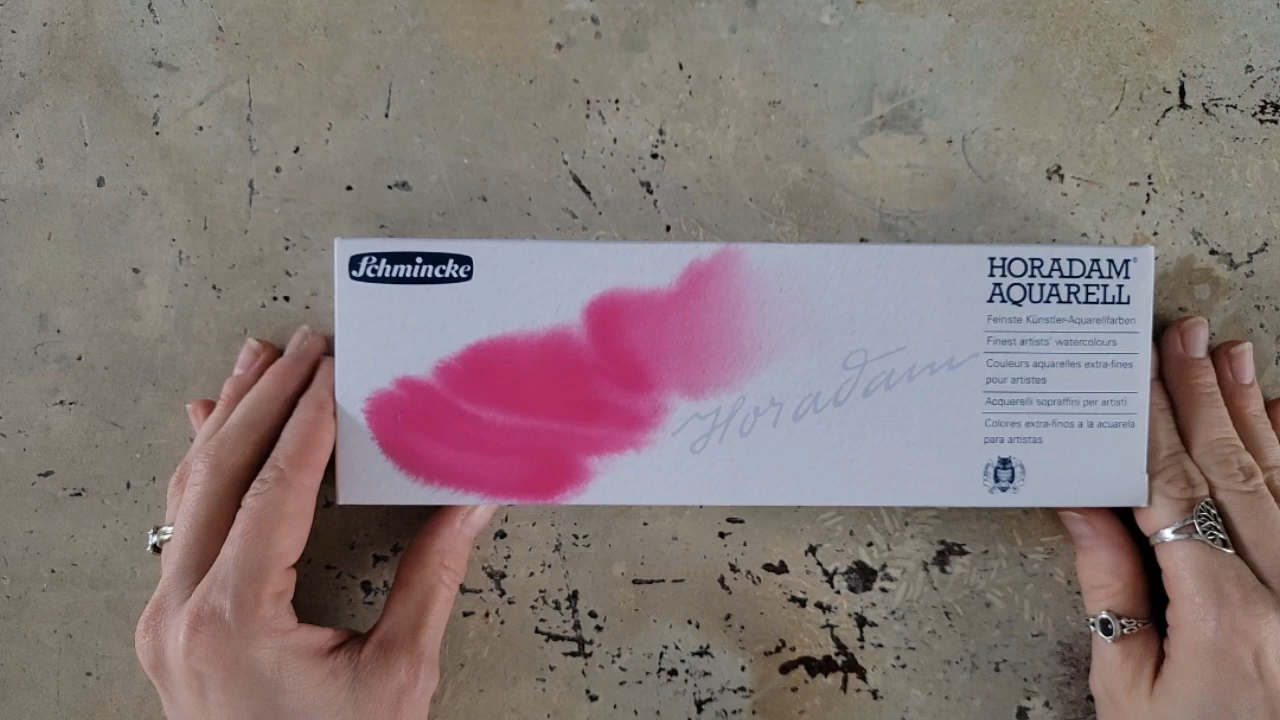 Schmincke
HORADAM®
AQUARELL
Feinste Künstler-Aquarellfarben
Finest artists' watercolours
Couleurs aquarelles extra-fines
pour artistes
Acquerelli sopraffini per artisti
Colores extra-finos a la acuarela
para artistas
Horadam